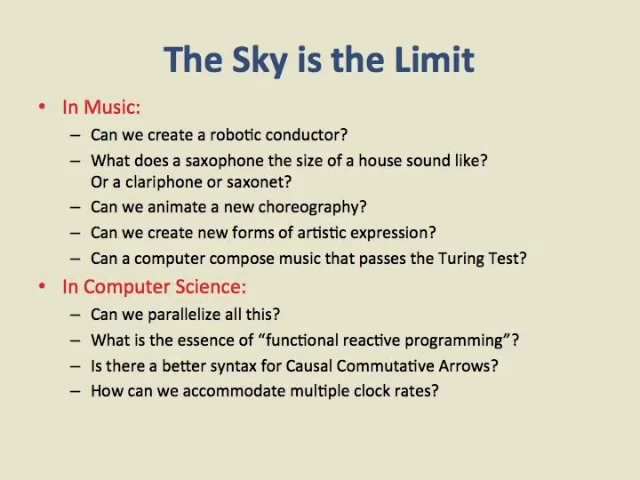 The Sky is the Limit
• In Music:
– Can we create a robotic conductor?
– What does a saxophone the size of a house sound like?
Or a clariphone or saxonet?
– Can we animate a new choreography?
– Can we create new forms of artistic expression?
– Can a computer compose music that passes the Turing Test?
• In Computer Science:
– Can we parallelize all this?
– What is the essence of “functional reactive programming”?
– Is there a better syntax for Causal Commutative Arrows?
– How can we accommodate multiple clock rates?